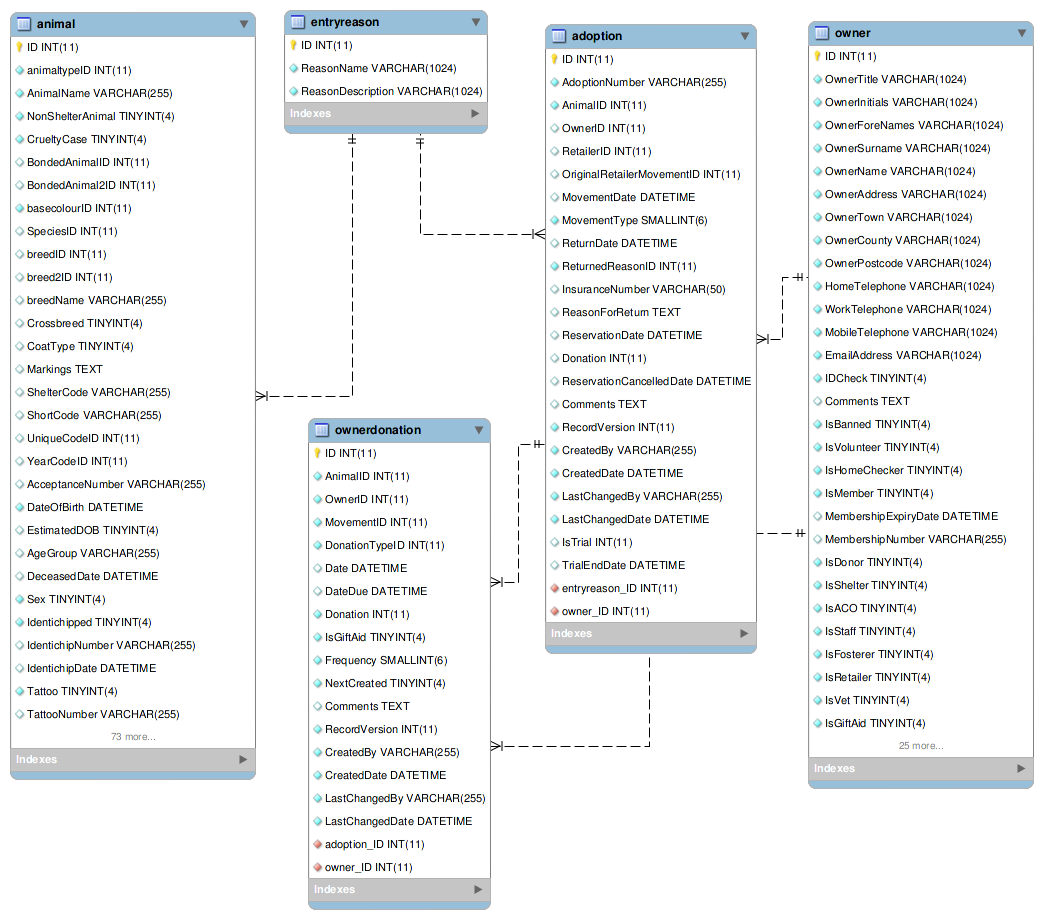 animal
ID INT(11)
animaltypeID INT(11)
AnimalName VARCHAR(255)
NonShelterAnimal TINYINT(4)
CrueltyCase TINYINT(4)
BondedAnimalID INT(11)
BondedAnimal2ID INT(11)
basecolourID INT(11)
SpeciesID INT(11)
breedID INT(11)
breed2ID INT(11)
breedName VARCHAR(255)
Crossbreed TINYINT(4)
CoatType TINYINT(4)
Markings TEXT
ShelterCode VARCHAR(255)
ShortCode VARCHAR(255)
UniqueCodeID INT(11)
YearCodeID INT(11)
AcceptanceNumber VARCHAR(255)
DateOfBirth DATETIME
EstimatedDOB TINYINT(4)
AgeGroup VARCHAR(255)
DeceasedDate DATETIME
Sex TINYINT(4)
Identichipped TINYINT(4)
IdentichipNumber VARCHAR(255)
IdentichipDate DATETIME
Tattoo TINYINT(4)
TattooNumber VARCHAR(255)
73 more...
Indexes
entryreason
ID INT(11)
ReasonName VARCHAR(1024)
ReasonDescription VARCHAR(1024)
Indexes
ownerdonation
ID INT(11)
AnimalID INT(11)
OwnerID INT(11)
MovementID INT(11)
DonationTypeID INT(11)
Date DATETIME
DateDue DATETIME
Donation INT(11)
IsGiftAid TINYINT(4)
Frequency SMALLINT(6)
NextCreated TINYINT(4)
Comments TEXT
RecordVersion INT(11)
CreatedBy VARCHAR(255)
CreatedDate DATETIME
LastChangedBy VARCHAR(255)
LastChangedDate DATETIME
adoption_ID INT(11)
owner_ID INT(11)
Indexes
adoption
ID INT(11)
AdoptionNumber VARCHAR(255)
AnimalID INT(11)
OwnerID INT(11)
RetailerID INT(11)
OriginalRetailerMovementID INT(11)
MovementDate DATETIME
MovementType SMALLINT(6)
ReturnDate DATETIME
ReturnedReasonID INT(11)
InsuranceNumber VARCHAR(50)
ReasonForReturn TEXT
ReservationDate DATETIME
Donation INT(11)
ReservationCancelledDate DATETIME
Comments TEXT
RecordVersion INT(11)
CreatedBy VARCHAR(255)
CreatedDate DATETIME
LastChangedBy VARCHAR(255)
LastChangedDate DATETIME
IsTrial INT(11)
TrialEndDate DATETIME
entryreason_ID INT(11)
owner_ID INT(11)
Indexes
owner
ID INT(11)
OwnerTitle VARCHAR(1024)
OwnerInitials VARCHAR(1024)
OwnerForeNames VARCHAR(1024)
OwnerSurname VARCHAR(1024)
OwnerName VARCHAR(1024)
OwnerAddress VARCHAR(1024)
OwnerTown VARCHAR(1024)
OwnerCounty VARCHAR(1024)
OwnerPostcode VARCHAR(1024)
HomeTelephone VARCHAR(1024)
WorkTelephone VARCHAR(1024)
MobileTelephone VARCHAR(1024)
EmailAddress VARCHAR(1024)
IDCheck TINYINT(4)
Comments TEXT
IsBanned TINYINT(4)
IsVolunteer TINYINT(4)
IsHomeChecker TINYINT(4)
IsMember TINYINT(4)
MembershipExpiryDate DATETIME
MembershipNumber VARCHAR(255)
IsDonor TINYINT(4)
IsShelter TINYINT(4)
IsACO TINYINT(4)
IsStaff TINYINT(4)
IsFosterer TINYINT(4)
IsRetailer TINYINT(4)
IsVet TINYINT(4)
IsGiftAid TINYINT(4)
25 more...
Indexes